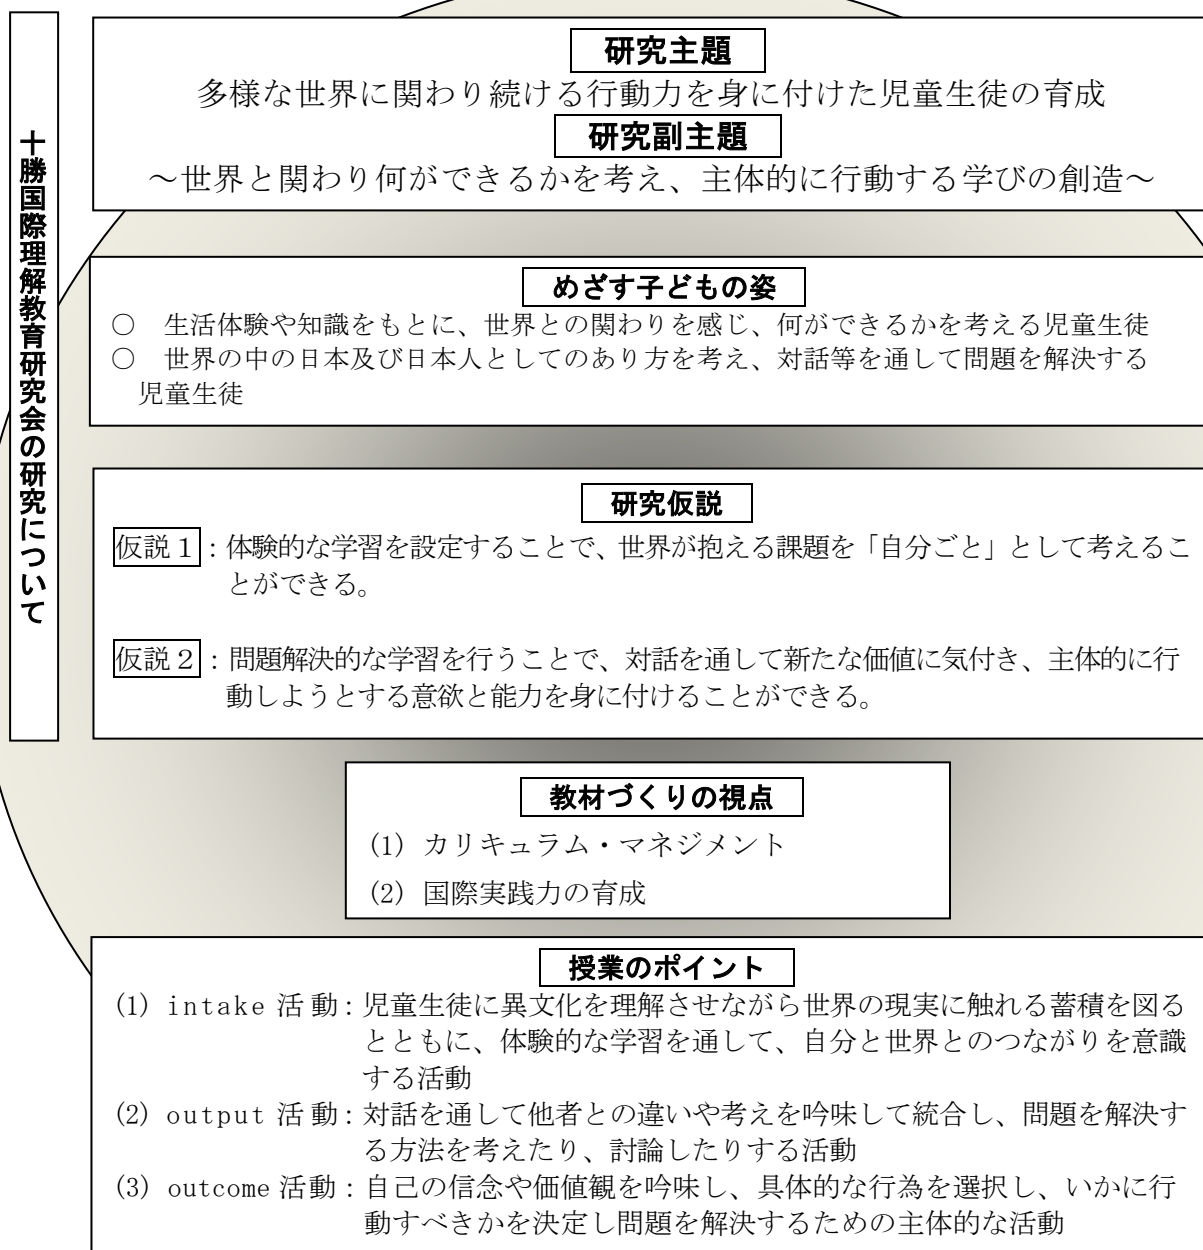 十勝国際理解教育研究会の研究について
研究主題
多様な世界に関わり続ける行動力を身に付けた児童生徒の育成
研究副主題
～世界と関わり何ができるかを考え、主体的に行動する学びの創造～
めざす子どもの姿
○　生活体験や知識をもとに、世界との関わりを感じ、何ができるかを考える児童生徒
○　世界の中の日本及び日本人としてのあり方を考え、対話等を通して問題を解決する
児童生徒
研究仮説
仮説１：体験的な学習を設定することで、世界が抱える課題を「自分ごと」として考えるこ
とができる。
仮説２：問題解決的な学習を行うことで、対話を通して新たな価値に気付き、主体的に行
動しようとする意欲と能力を身に付けることができる。
教材づくりの視点
(1) カリキュラム・マネジメント
(2) 国際実践力の育成
授業のポイント
(1) intake 活動：児童生徒に異文化を理解させながら世界の現実に触れる蓄積を図る
とともに、体験的な学習を通して、自分と世界とのつながりを意識
する活動
(2) output 活動：対話を通して他者との違いや考えを吟味して統合し、問題を解決す
る方法を考えたり、討論したりする活動
(3) outcome 活動：自己の信念や価値観を吟味し、具体的な行為を選択し、いかに行
動すべきかを決定し問題を解決するための主体的な活動